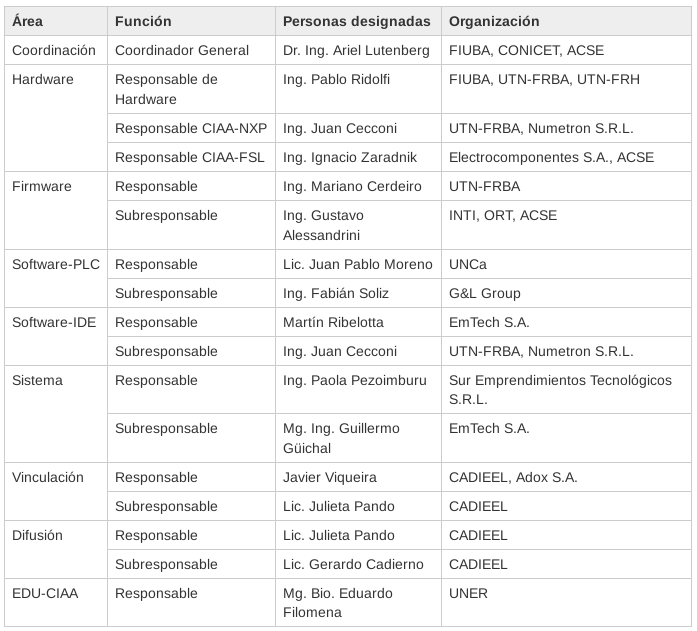 Área Función Personas designadas Organización
Coordinación Coordinador General Dr. Ing. Ariel Lutenberg FIUBA, CONICET, ACSE
Hardware Responsable de Ing. Pablo Ridolfi FIUBA, UTN-FRBA, UTN-FRH
Hardware
Responsable CIAA-NXP Ing. Juan Cecconi UTN-FRBA, Numetron S.R.L.
Responsable CIAA-FSL Ing. Ignacio Zaradnik Electrocomponentes S.A., ACSE
Firmware Responsable Ing. Mariano Cerdeiro UTN-FRBA
Subresponsable Ing. Gustavo INTI, ORT, ACSE
Alessandrini
Software-PLC Responsable Lic. Juan Pablo Moreno UNCa
Subresponsable Ing. Fabián Soliz G&L Group
Software-IDE Responsable Martín Ribelotta EmTech S.A.
Subresponsable Ing. Juan Cecconi UTN-FRBA, Numetron S.R.L.
Sistema Responsable Ing. Paola Pezoimburu Sur Emprendimientos Tecnológicos
S.R.L.
Subresponsable Mg. Ing. Guillermo EmTech S.A.
Güichal
Vinculación Responsable Javier Viqueira CADIEEL, Adox S.A.
Subresponsable Lic. Julieta Pando CADIEEL
Difusión Responsable Lic. Julieta Pando CADIEEL
Subresponsable Lic. Gerardo Cadierno CADIEEL
EDU-CIAA Responsable Mg. Bio. Eduardo UNER
Filomena